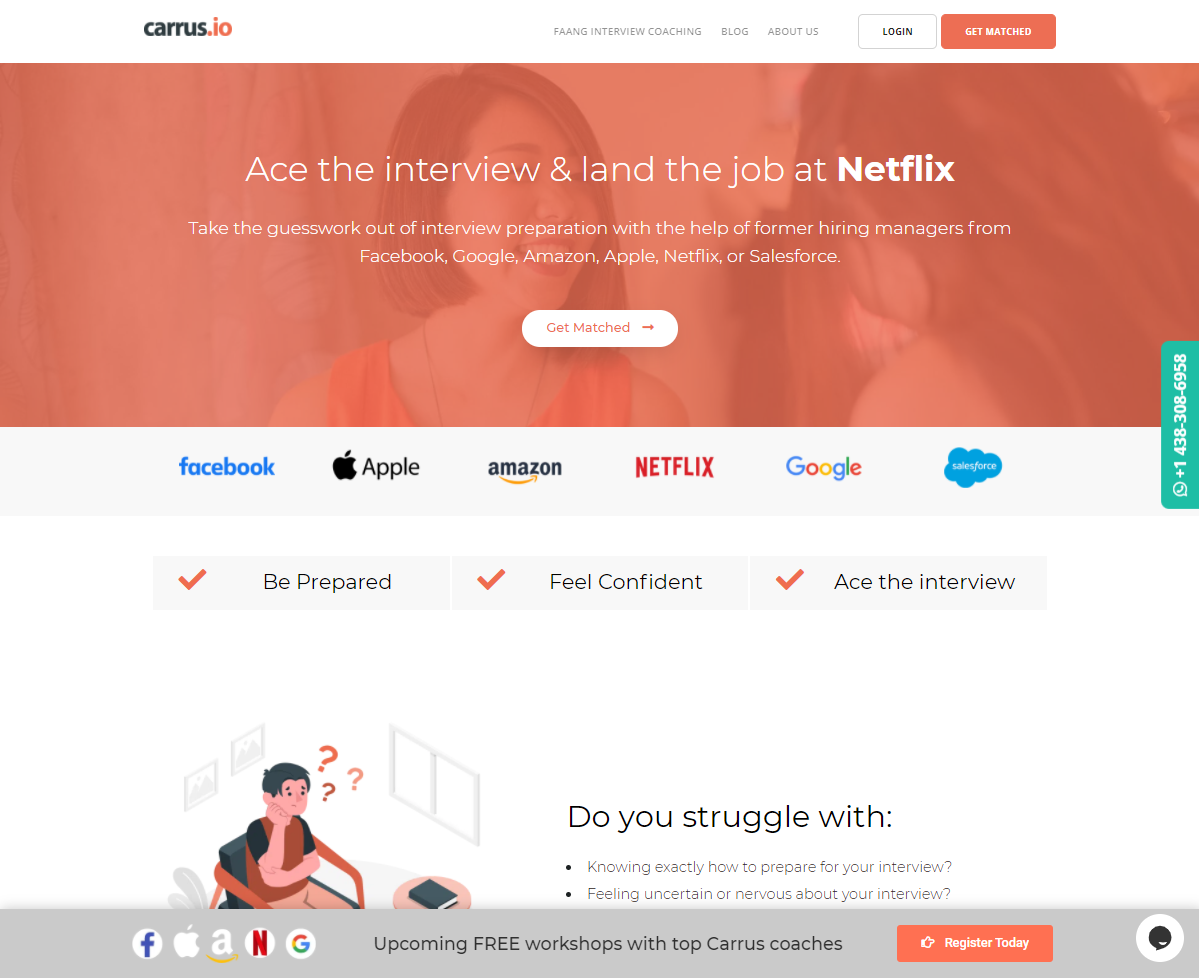 carrus.io
FAANG INTERVIEW COACHING
BLOG
ABOUT US
LOGIN
GET MATCHED
Ace the interview & land the job at Netflix
Take the guesswork out of interview preparation with the help of former hiring managers from
Facebook, Google, Amazon, Apple, Netflix, or Salesforce.
Get Matched
+1 438-308-6958
facebook
Apple
amazon
NETFLIX
Google
salesforce
Be Prepared
Feel Confident
Ace the interview
? ? ?
Do you struggle with:
• Knowing exactly how to prepare for your interview?
• Feeling uncertain or nervous about your interview?
f
a
N
G
Upcoming FREE workshops with top Carrus coaches
Register Today